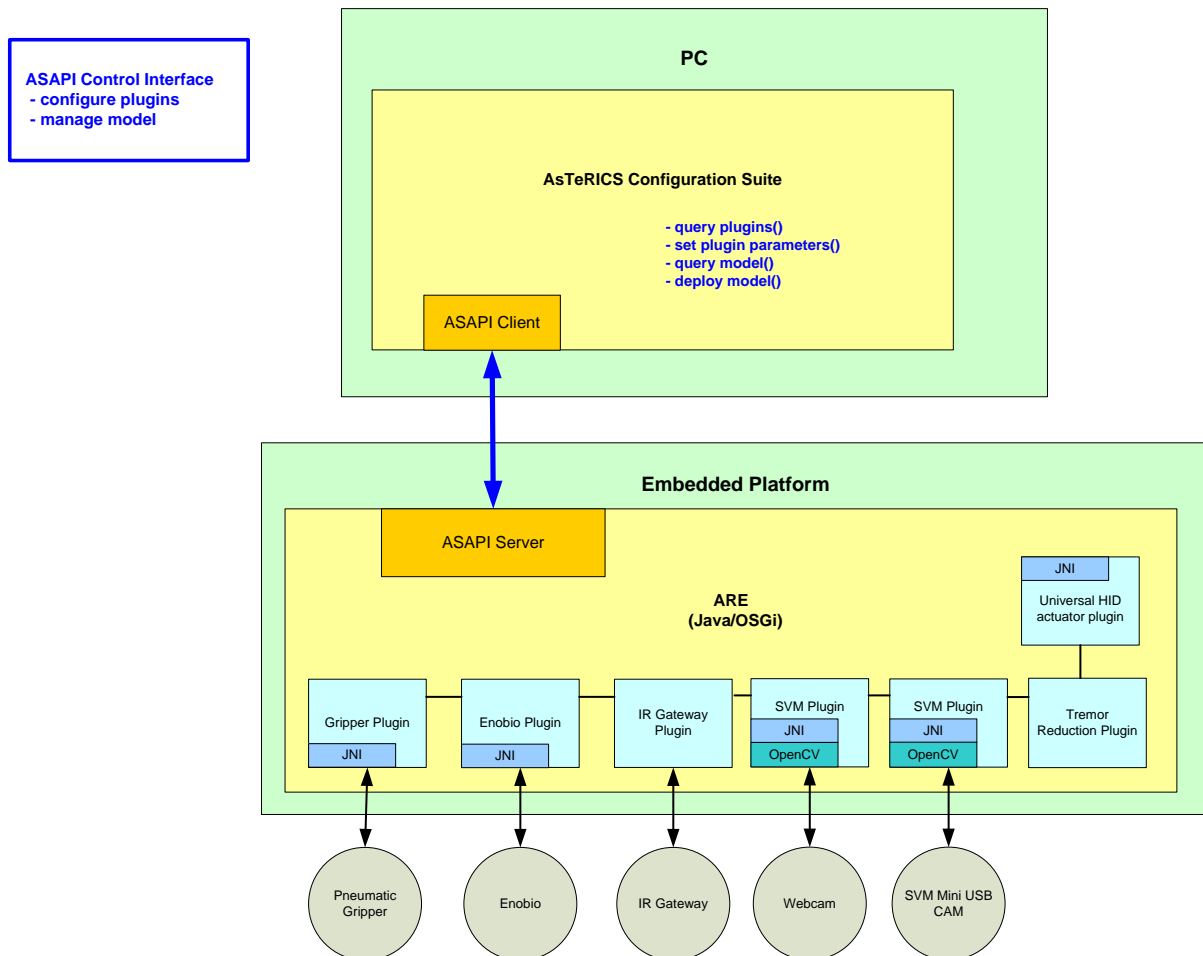 PC
ASAPI Control Interface
- configure plugins
- manage model
AsTeRICS Configuration Suite
- query plugins()
- set plugin parameters()
- query model()
- deploy model()
ASAPI Client
Embedded Platform
ASAPI Server
ARE
(Java/OSGi)
JNI
Universal HID
actuator plugin
Gripper Plugin
JNI
Enobio Plugin
JNI
IR Gateway
Plugin
SVM Plugin
JNI
OpenCV
SVM Plugin
JNI
OpenCV
Tremor
Reduction Plugin
Pneumatic
Gripper
Enobio
IR Gateway
Webcam
SVM Mini USB
CAM